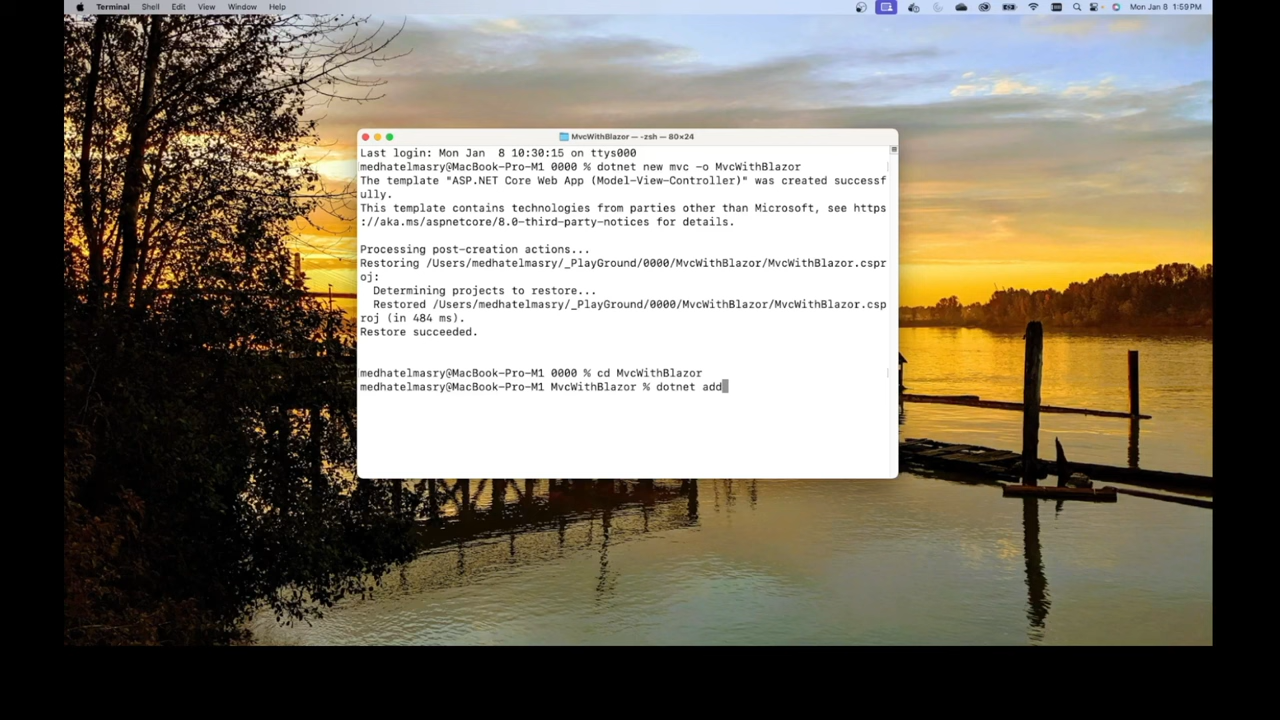 Terminal Shell Edit View Window Help Mon Jan 8 1:59 PM
MvcWithBlazor — -zsh — 80×24
Last login: Mon Jan  8 10:30:15 on ttys000
medhatelmasry@MacBook-Pro-M1 0000 % dotnet new mvc -o MvcWithBlazor
The template "ASP.NET Core Web App (Model-View-Controller)" was created successf
ully.
This template contains technologies from parties other than Microsoft, see https
://aka.ms/aspnetcore/8.0-third-party-notices for details.
Processing post-creation actions...
Restoring /Users/medhatelmasry/_PlayGround/0000/MvcWithBlazor/MvcWithBlazor.cspr
oj:
  Determining projects to restore...
  Restored /Users/medhatelmasry/_PlayGround/0000/MvcWithBlazor/MvcWithBlazor.csp
roj (in 484 ms).
Restore succeeded.
medhatelmasry@MacBook-Pro-M1 0000 % cd MvcWithBlazor
medhatelmasry@MacBook-Pro-M1 MvcWithBlazor % dotnet add